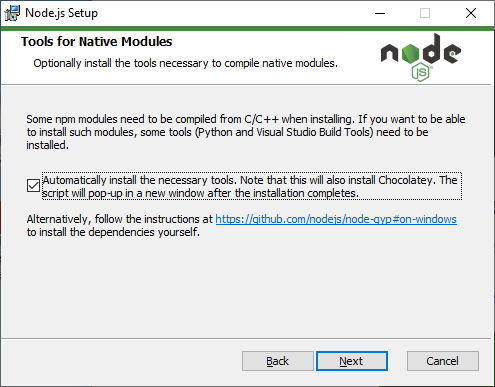 Node.js Setup
Tools for Native Modules
Optionally install the tools necessary to compile native modules.
node
JS
Some npm modules need to be compiled from C/C++ when installing. If you want to be able
to install such modules, some tools (Python and Visual Studio Build Tools) need to be
installed.
Automatically install the necessary tools. Note that this will also install Chocolatey. The
script will pop-up in a new window after the installation completes.
Alternatively, follow the instructions at https://github.com/nodejs/node-gyp#on-windows
to install the dependencies yourself.
Back
Next
Cancel